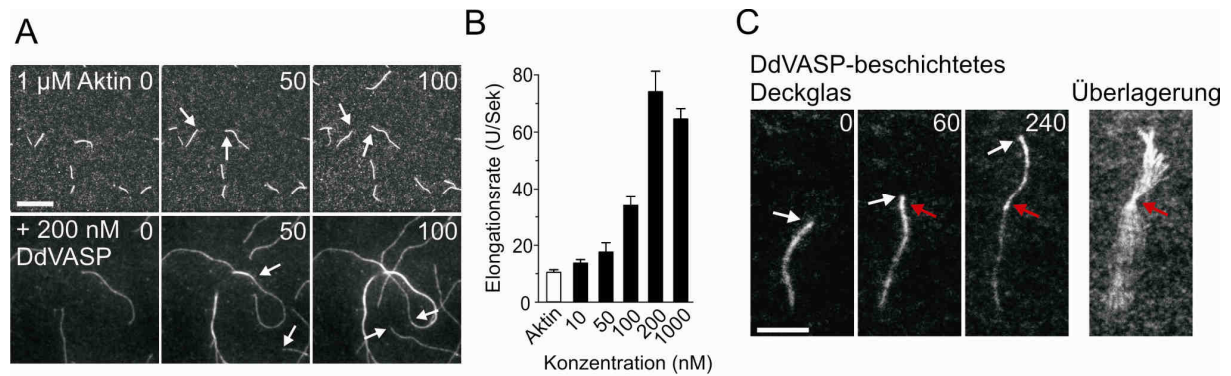 A
1 µM Aktin 0
50
100
+ 200 nM
DdVASP
0
50
100
B
Elongationsrate (U/Sek)
80
60
40
20
0
Aktin
10
50
100
200
1000
Konzentration (nM)
C
DdVASP-beschichtetes
Deckglas
Überlagerung
0
60
240